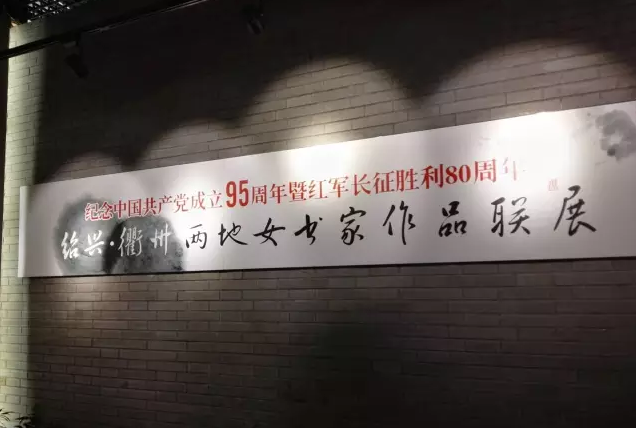 纪念中国共产党成立95周年暨红军长征胜利80周年
绍兴·衢州两地女书家作品联展